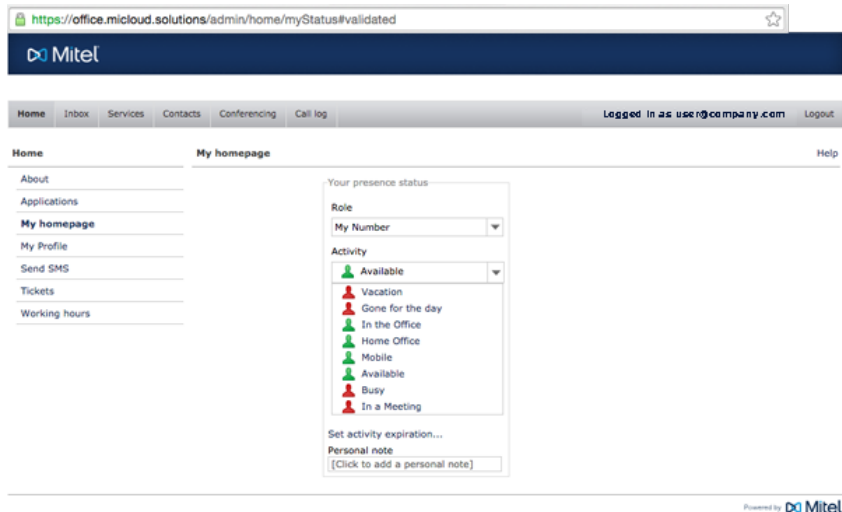 https://office.micloud.solutions/admin/home/myStatus#validated
Mitel
Home Inbox Services Contacts Conferencing Call log Logged in as user@company.com Logout
Home My homepage Help
About
Applications
My homepage
My Profile
Send SMS
Tickets
Working hours
Your presence status
Role
My Number
Activity
Available
Vacation
Gone for the day
In the Office
Home Office
Mobile
Available
Busy
In a Meeting
Set activity expiration...
Personal note
[Click to add a personal note]
Powered by Mitel